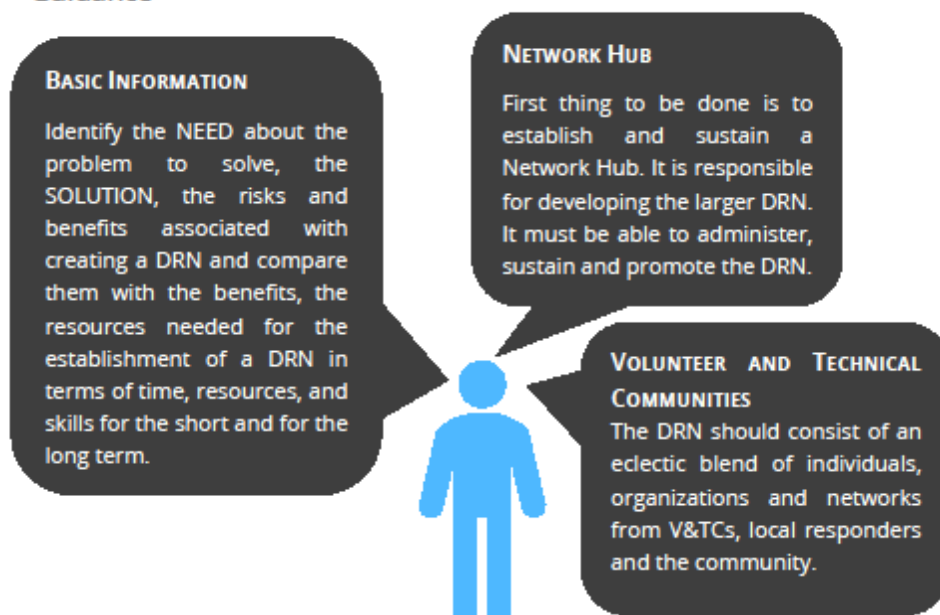 BASIC INFORMATION
Identify the NEED about the
problem to solve, the
SOLUTION, the risks and
benefits associated with
creating a DRN and compare
them with the benefits, the
resources needed for the
establishment of a DRN in
terms of time, resources, and
skills for the short and for the
long term.
NETWORK HUB
First thing to be done is to
establish and sustain a
Network Hub. It is responsible
for developing the larger DRN.
It must be able to administer,
sustain and promote the DRN.
VOLUNTEER AND TECHNICAL
COMMUNITIES
The DRN should consist of an
eclectic blend of individuals,
organizations and networks
from V&TCs, local responders
and the community.